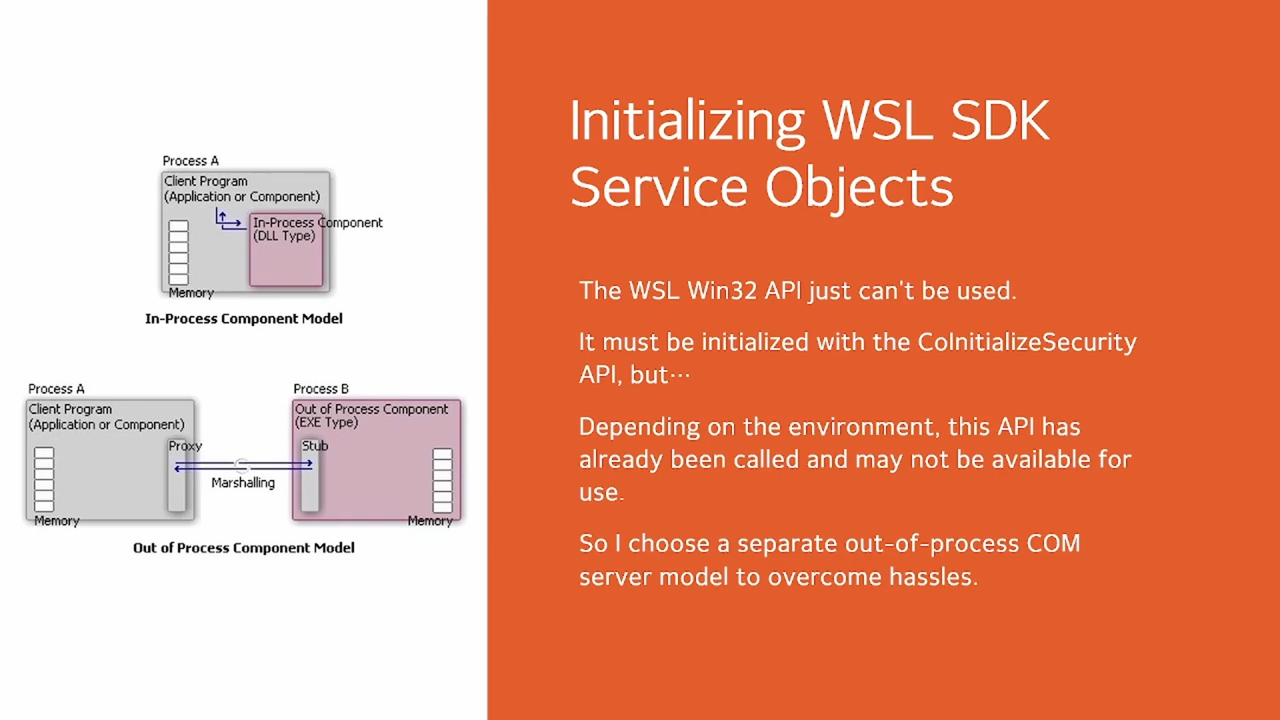 Process A
Client Program
(Application or Component)
In-Process Component
(DLL Type)
Memory
In-Process Component Model
Process A
Client Program
(Application or Component)
Proxy
Memory
Marshalling
Process B
Out of Process Component
(EXE Type)
Stub
Memory
Out of Process Component Model
Initializing WSL SDK
Service Objects
The WSL Win32 API just can't be used.
It must be initialized with the CoInitializeSecurity
API, but…
Depending on the environment, this API has
already been called and may not be available for
use.
So I choose a separate out-of-process COM
server model to overcome hassles.